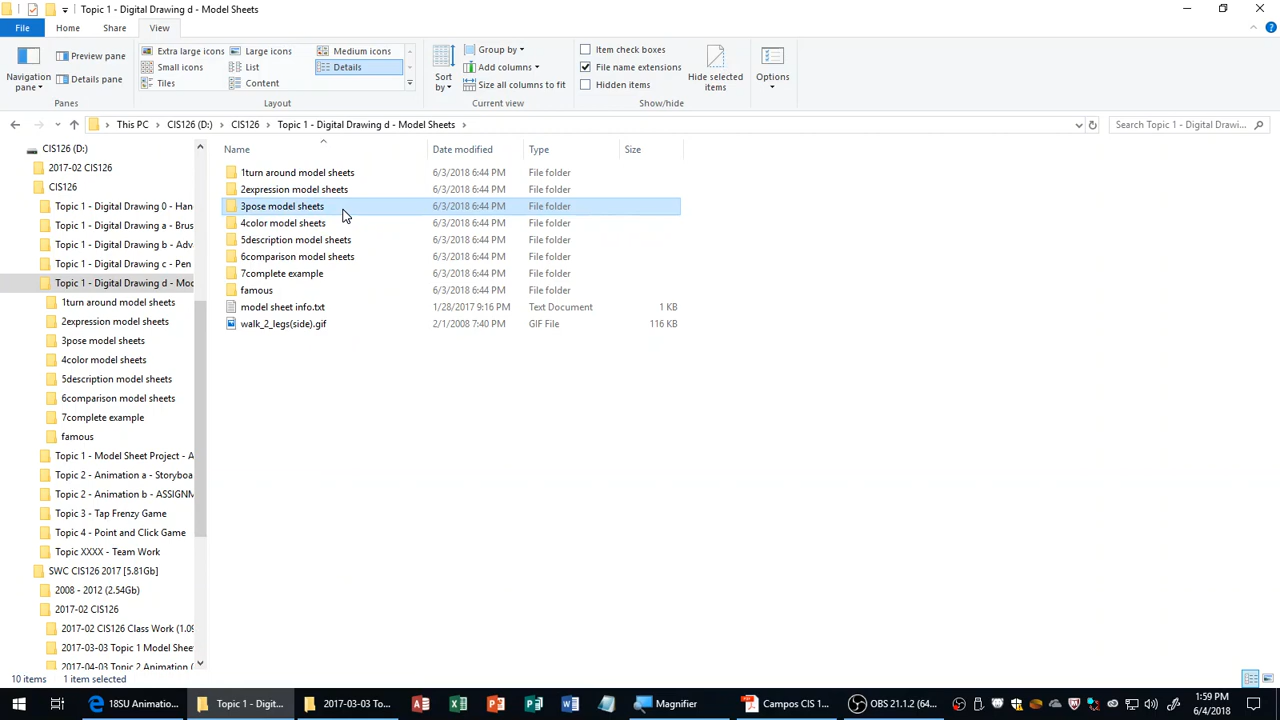 Topic 1 - Digital Drawing d - Model Sheets
File Home Share View
Navigation pane
Preview pane
Details pane
Panes
Extra large icons Large icons Medium icons
Small icons List Details
Tiles Content
Layout
Sort by
Group by
Add columns
Size all columns to fit
Current view
Item check boxes
File name extensions
Hidden items
Hide selected items
Show/hide
Options
This PC > CIS126 (D:) > CIS126 > Topic 1 - Digital Drawing d - Model Sheets >
Search Topic 1 - Digital Drawi...
CIS126 (D:)
2017-02 CIS126
CIS126
Topic 1 - Digital Drawing 0 - Han
Topic 1 - Digital Drawing a - Brus
Topic 1 - Digital Drawing b - Adv
Topic 1 - Digital Drawing c - Pen
Topic 1 - Digital Drawing d - Moc
1turn around model sheets
2expression model sheets
3pose model sheets
4color model sheets
5description model sheets
6comparison model sheets
7complete example
famous
Topic 1 - Model Sheet Project - A
Topic 2 - Animation a - Storyboa
Topic 2 - Animation b - ASSIGNM
Topic 3 - Tap Frenzy Game
Topic 4 - Point and Click Game
Topic XXXX - Team Work
SWC CIS126 2017 [5.81Gb]
2008 - 2012 (2.54Gb)
2017-02 CIS126
2017-02 CIS126 Class Work (1.09
2017-03-03 Topic 1 Model Shee
2017-04-03 Topic 2 Animation (
Name Date modified Type Size
1turn around model sheets 6/3/2018 6:44 PM File folder
2expression model sheets 6/3/2018 6:44 PM File folder
3pose model sheets 6/3/2018 6:44 PM File folder
4color model sheets 6/3/2018 6:44 PM File folder
5description model sheets 6/3/2018 6:44 PM File folder
6comparison model sheets 6/3/2018 6:44 PM File folder
7complete example 6/3/2018 6:44 PM File folder
famous 6/3/2018 6:44 PM File folder
model sheet info.txt 1/28/2017 9:16 PM Text Document 1 KB
walk_2_legs(side).gif 2/1/2008 7:40 PM GIF File 116 KB
10 items 1 item selected
18SU Animatio... Topic 1 - Digit... 2017-03-03 To... Magnifier Campos CIS 1... OBS 21.1.2 (64...
1:59 PM
6/4/2018